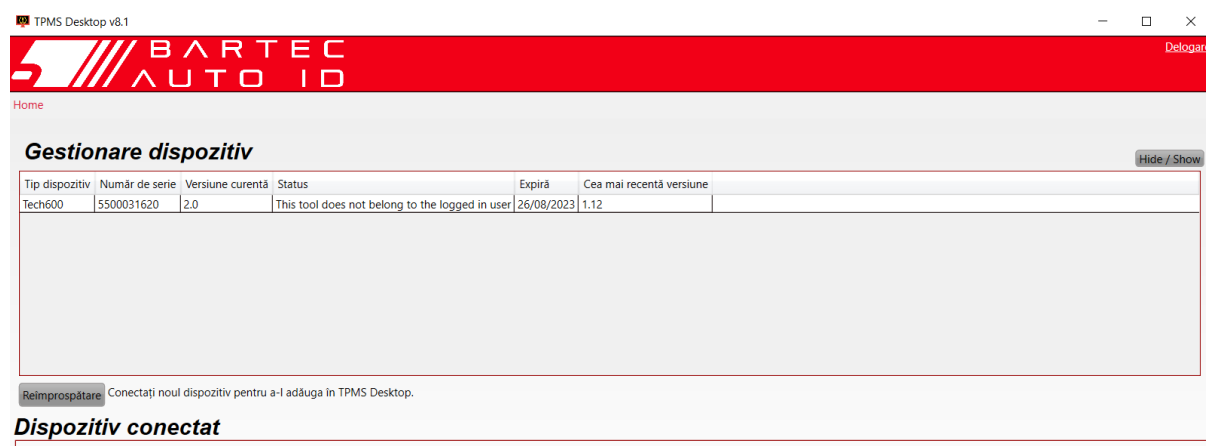 TPMS Desktop v8.1
BARTEC
AUTO ID
Delogare
Home
Gestionare dispozitiv
Hide / Show
Tip dispozitiv Număr de serie Versiune curentă Status Expiră Cea mai recentă versiune
Tech600 5500031620 2.0 This tool does not belong to the logged in user 26/08/2023 1.12
Reîmprospătare Conectați noul dispozitiv pentru a-l adăuga în TPMS Desktop.
Dispozitiv conectat